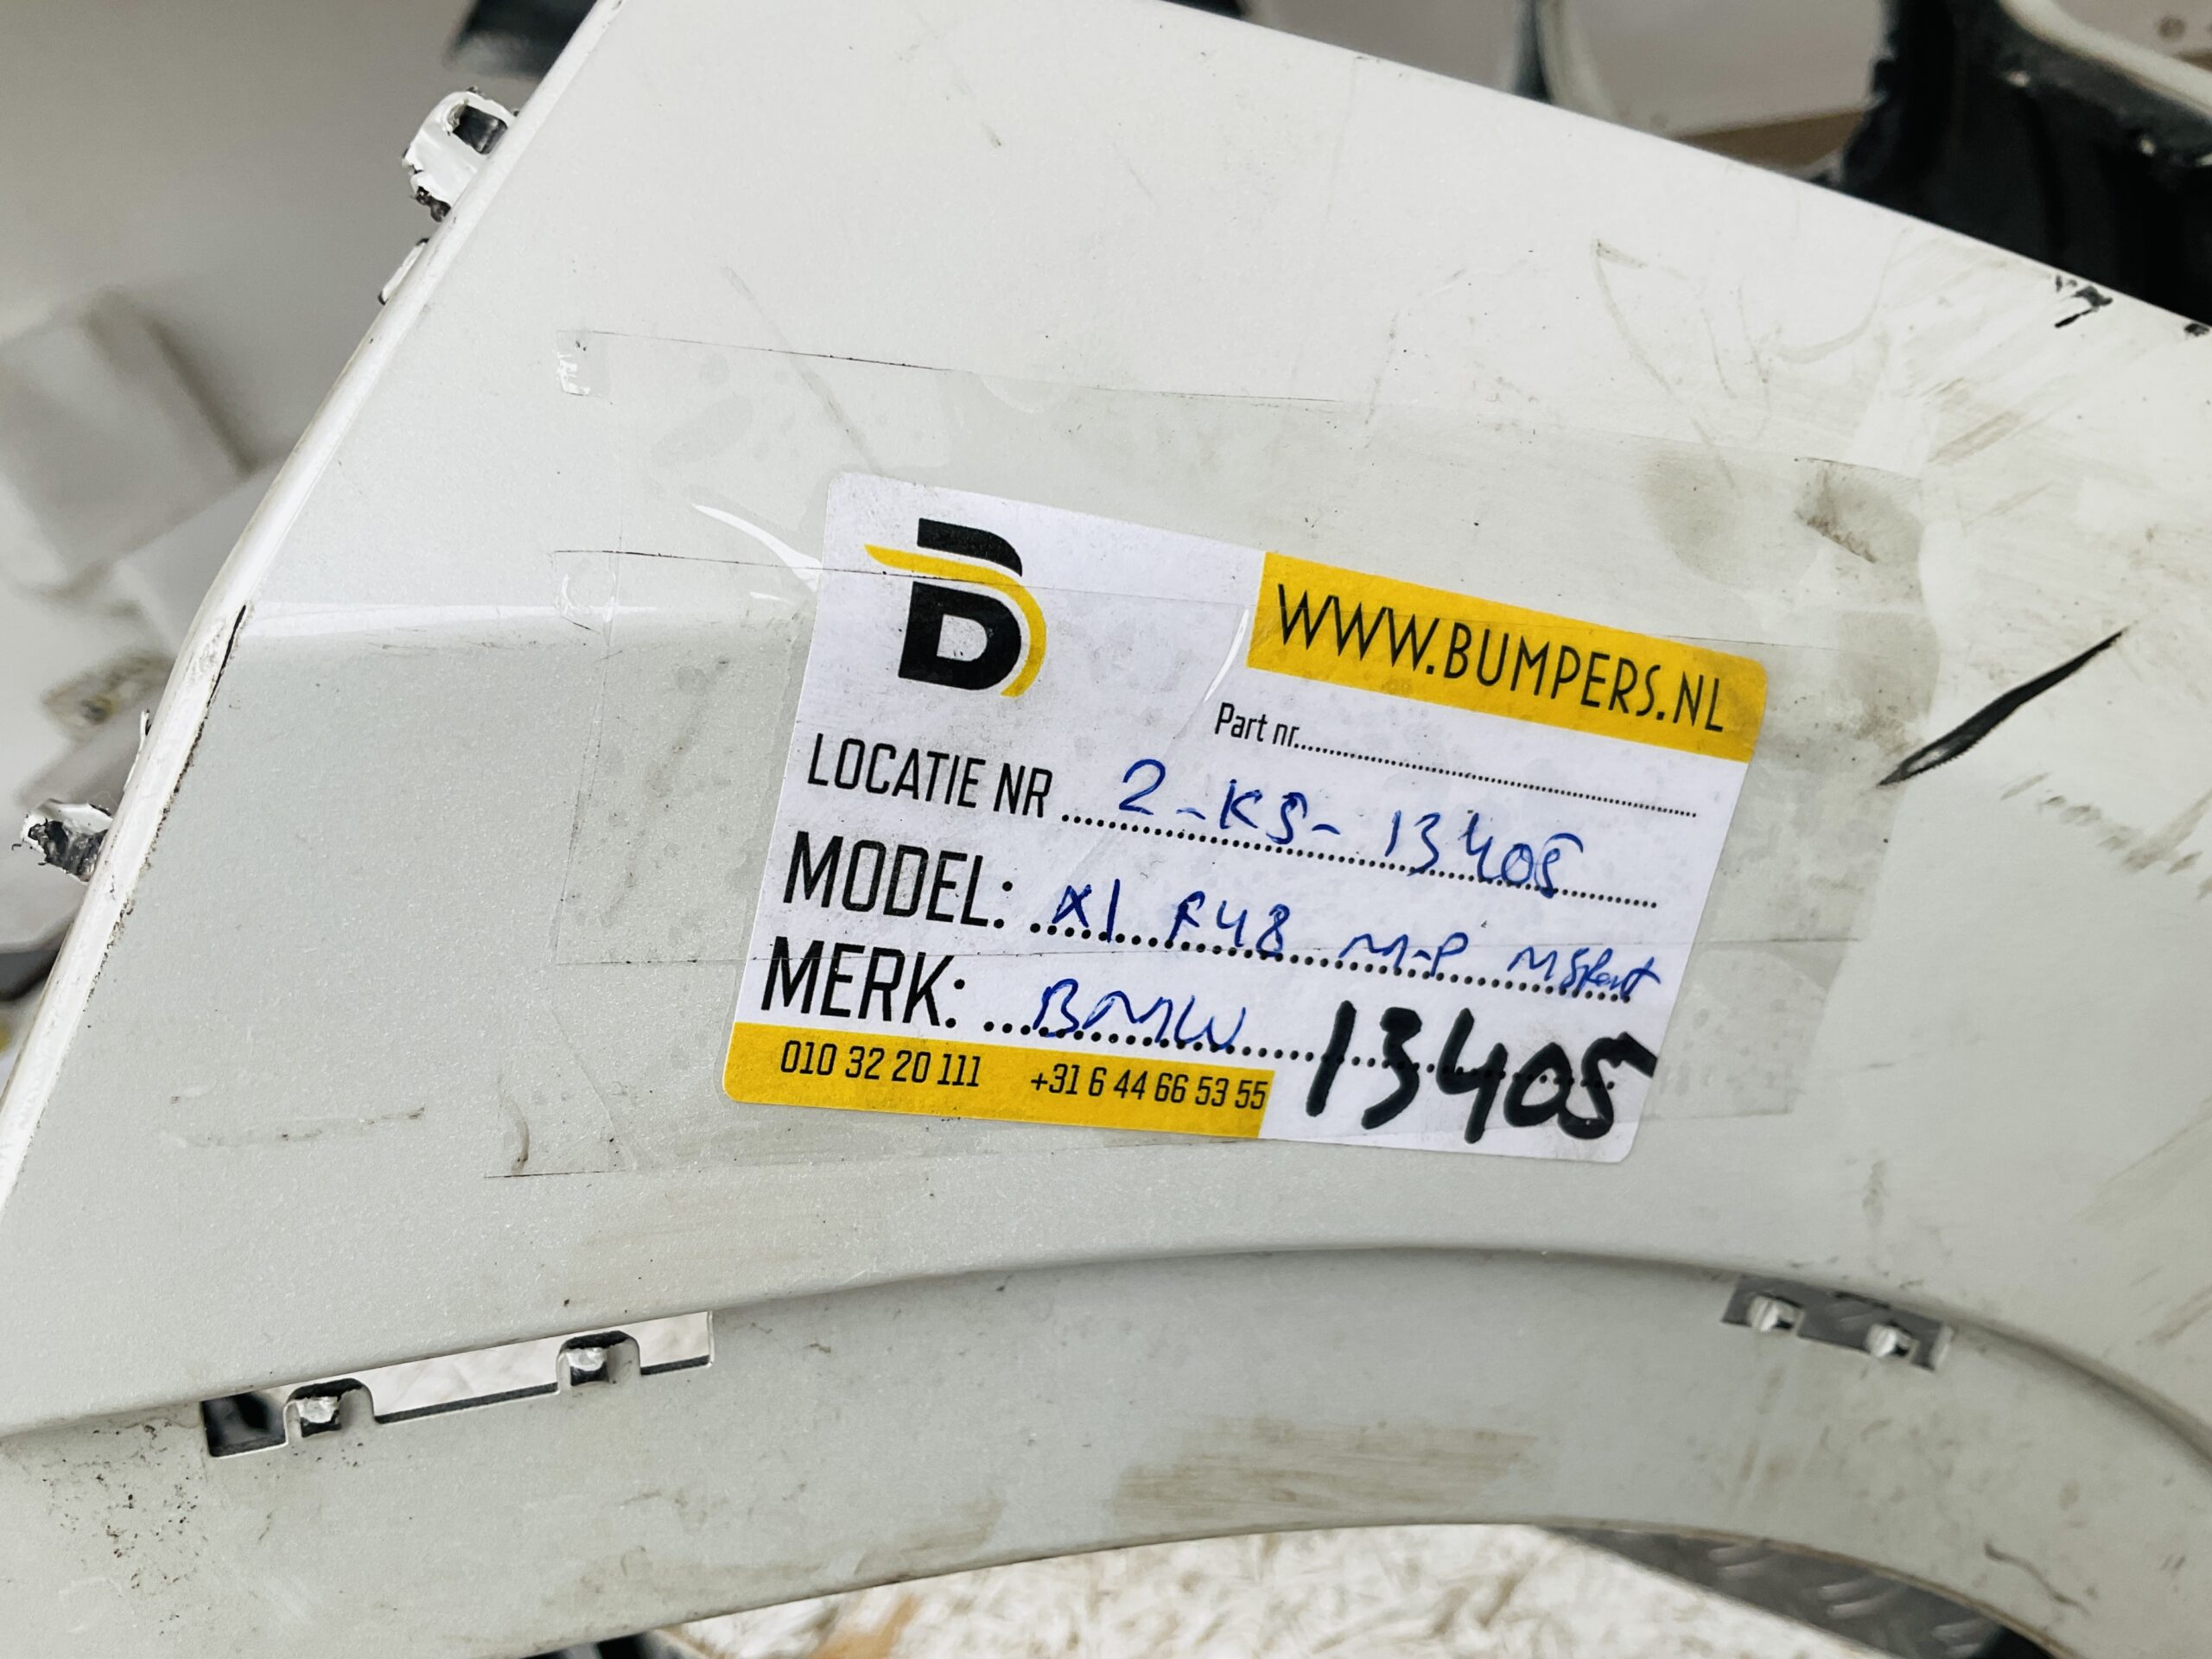 WWW.BUMPERS.NL
Part nr.
LOCATIE NR 2-KS-13405
MODEL: X1 F48 M-P MSport
MERK: BMW
13405
010 32 20 111 +31 6 44 66 53 55